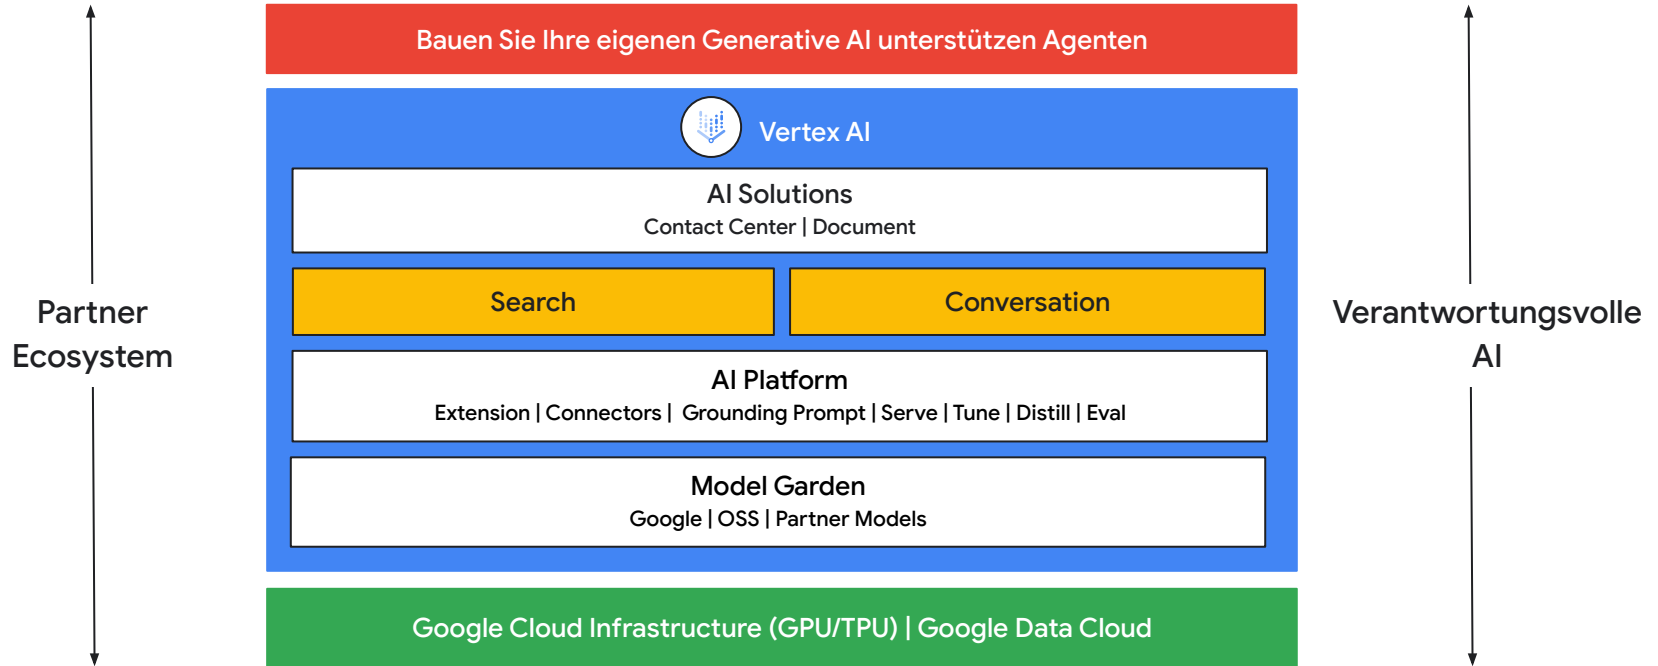 Bauen Sie Ihre eigenen Generative AI unterstützen Agenten
Vertex AI
AI Solutions
Contact Center | Document
Search
Conversation
Partner
Ecosystem
Verantwortungsvolle
AI
AI Platform
Extension | Connectors | Grounding Prompt | Serve | Tune | Distill | Eval
Model Garden
Google | OSS | Partner Models
Google Cloud Infrastructure (GPU/TPU) | Google Data Cloud